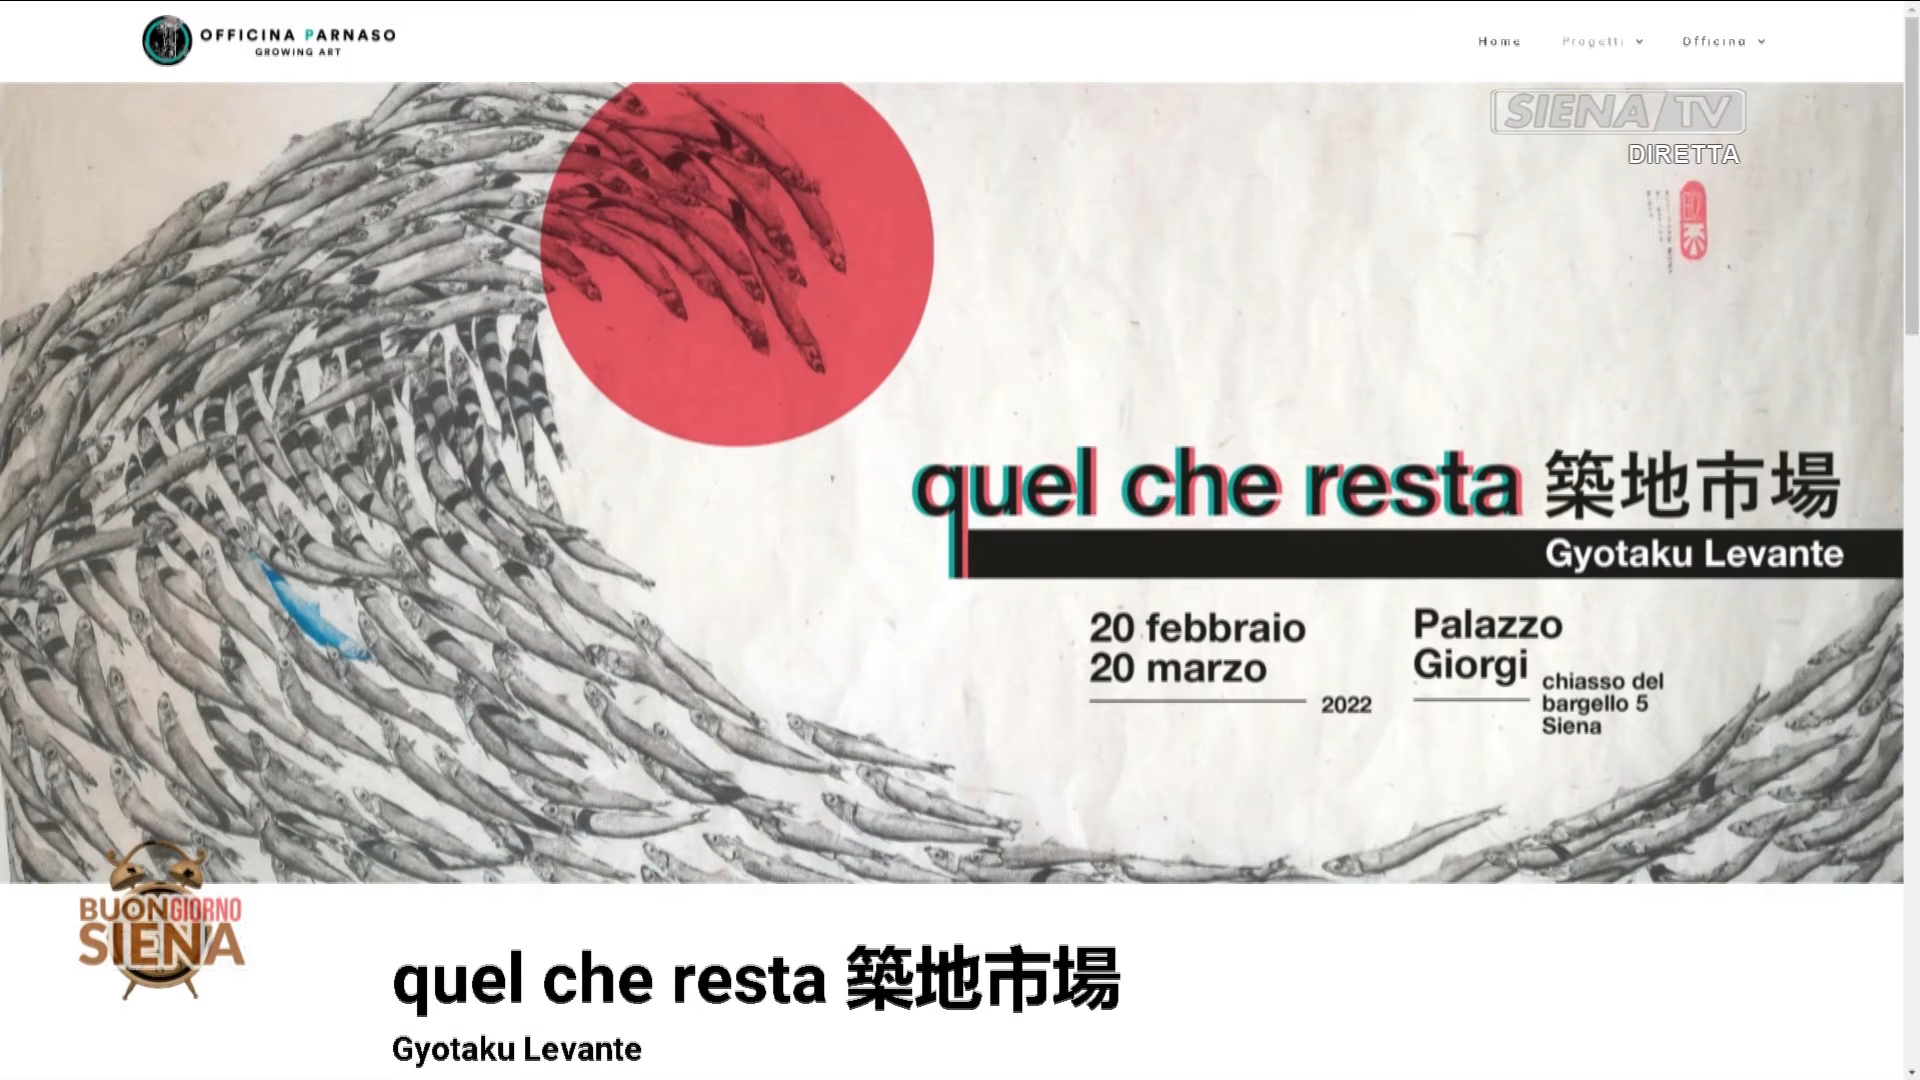 OFFICINA PARNASO
GROWING ART
Home Progetti Officina
SIENA TV
DIRETTA
quel che resta 築地市場
Gyotaku Levante
20 febbraio
20 marzo
2022
Palazzo
Giorgi
chiasso del
bargello 5
Siena
BUONGIORNO
SIENA
quel che resta 築地市場
Gyotaku Levante